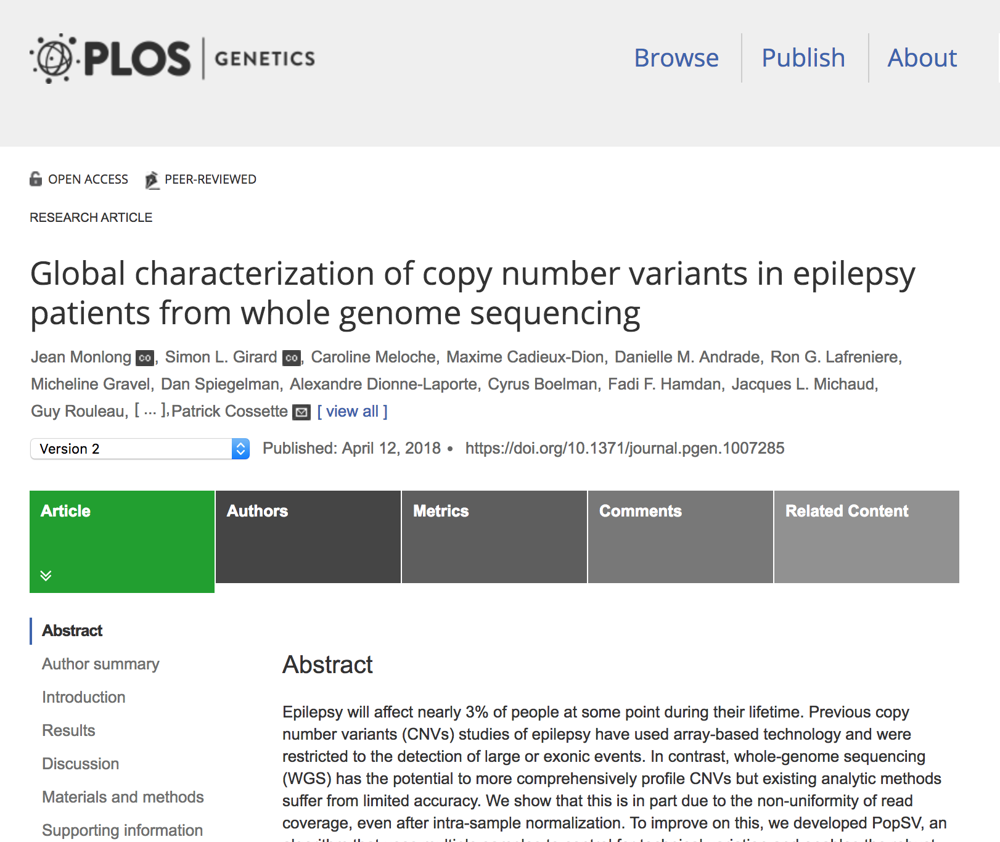 PLOS GENETICS
Browse Publish About
OPEN ACCESS PEER-REVIEWED
RESEARCH ARTICLE
Global characterization of copy number variants in epilepsy
patients from whole genome sequencing
Jean Monlong co, Simon L. Girard co, Caroline Meloche, Maxime Cadieux-Dion, Danielle M. Andrade, Ron G. Lafreniere,
Micheline Gravel, Dan Spiegelman, Alexandre Dionne-Laporte, Cyrus Boelman, Fadi F. Hamdan, Jacques L. Michaud,
Guy Rouleau, [ ... ], Patrick Cossette [ view all ]
Version 2 Published: April 12, 2018 • https://doi.org/10.1371/journal.pgen.1007285
Article Authors Metrics Comments Related Content
Abstract
Author summary
Introduction
Results
Discussion
Materials and methods
Supporting information
Abstract
Epilepsy will affect nearly 3% of people at some point during their lifetime. Previous copy
number variants (CNVs) studies of epilepsy have used array-based technology and were
restricted to the detection of large or exonic events. In contrast, whole-genome sequencing
(WGS) has the potential to more comprehensively profile CNVs but existing analytic methods
suffer from limited accuracy. We show that this is in part due to the non-uniformity of read
coverage, even after intra-sample normalization. To improve on this, we developed PopSV, an